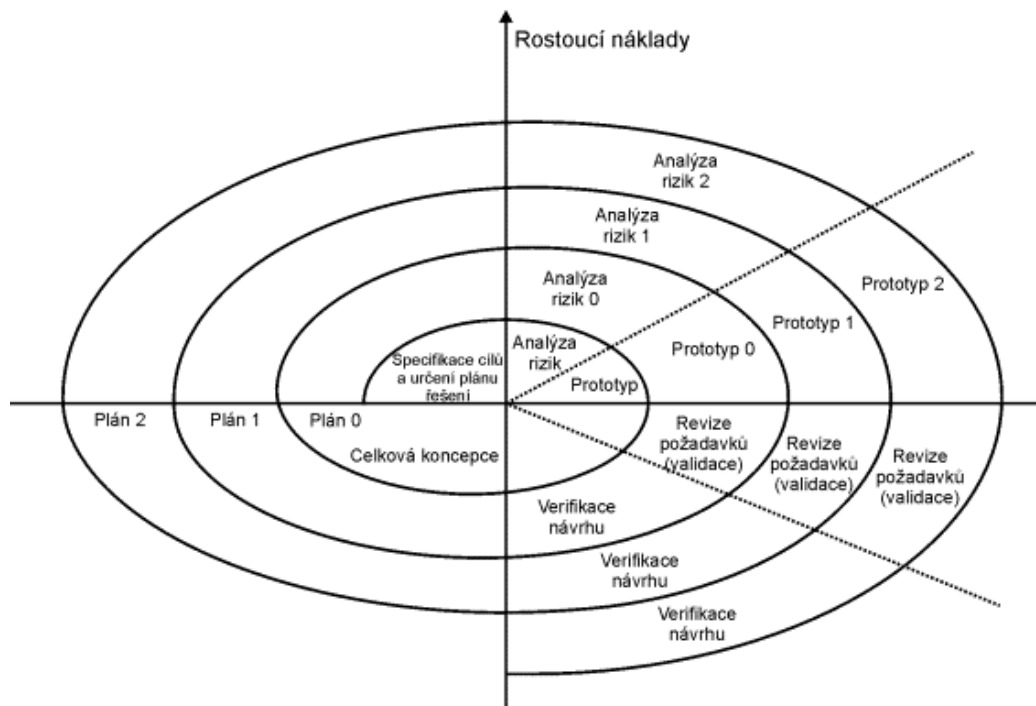 Rostoucí náklady
Analýza
rizik 2
Analýza
rizik 1
Analýza
rizik 0
Prototyp 2
Prototyp 1
Prototyp 0
Analýza
rizik
Specifikace cílů
a určení plánu
řešení
Prototyp
Plán 2
Plán 1
Plán 0
Celková koncepce
Revize
požadavků
(validace)
Revize
požadavků
(validace)
Revize
požadavků
(validace)
Verifikace
návrhu
Verifikace
návrhu
Verifikace
návrhu